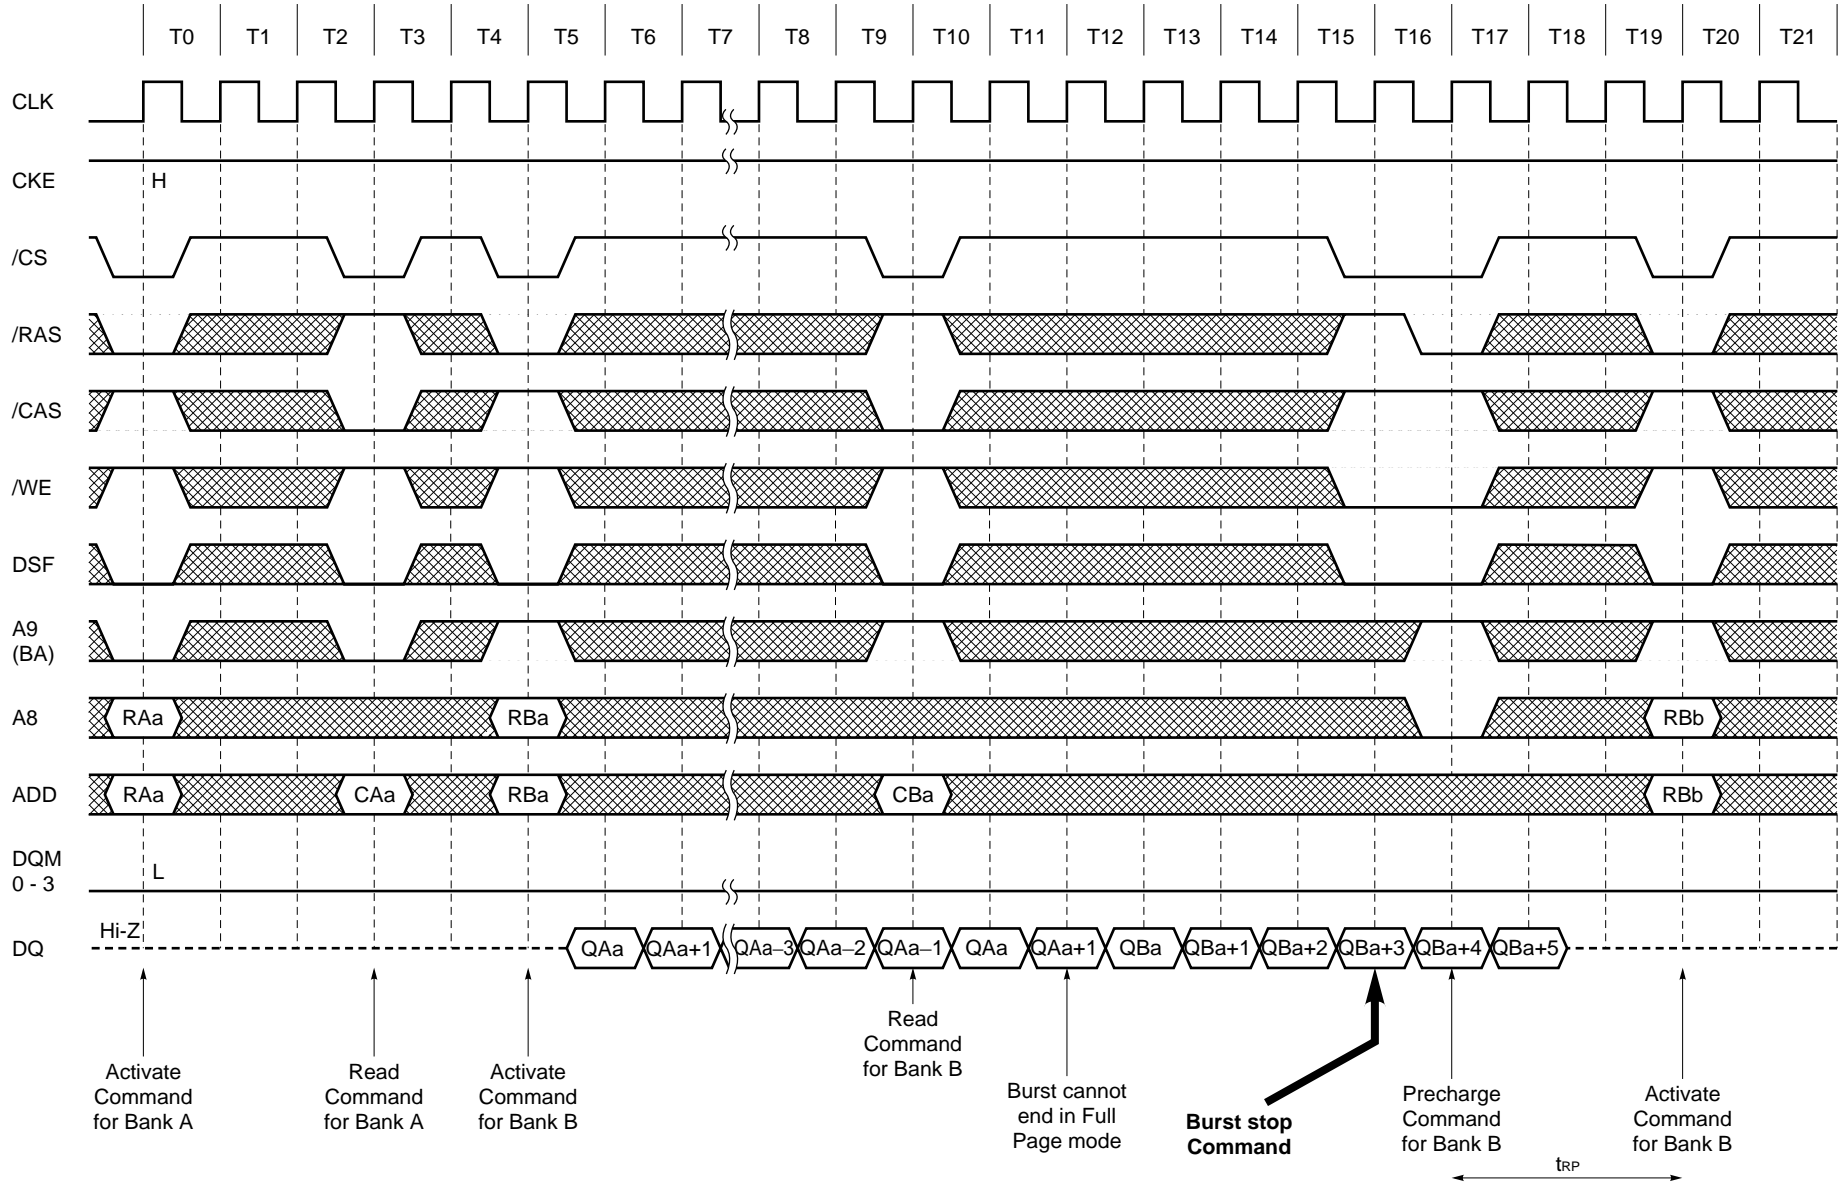 T0 T1 T2 T3 T4 T5 T6 T7 T8 T9 T10 T11 T12 T13 T14 T15 T16 T17 T18 T19 T20 T21
CLK
CKE
H
/CS
/RAS
/CAS
/WE
DSF
A9
(BA)
A8
RAa RBa RBb
ADD
RAa CAa RBa CBa RBb
DQM
0 - 3
L
DQ
Hi-Z
QAa QAa+1 QAa–3 QAa–2 QAa–1 QAa QAa+1 QBa QBa+1 QBa+2 QBa+3 QBa+4 QBa+5
Activate
Command
for Bank A
Read
Command
for Bank A
Activate
Command
for Bank B
Read
Command
for Bank B
Burst cannot
end in Full
Page mode
Burst stop
Command
Precharge
Command
for Bank B
Activate
Command
for Bank B
tRP